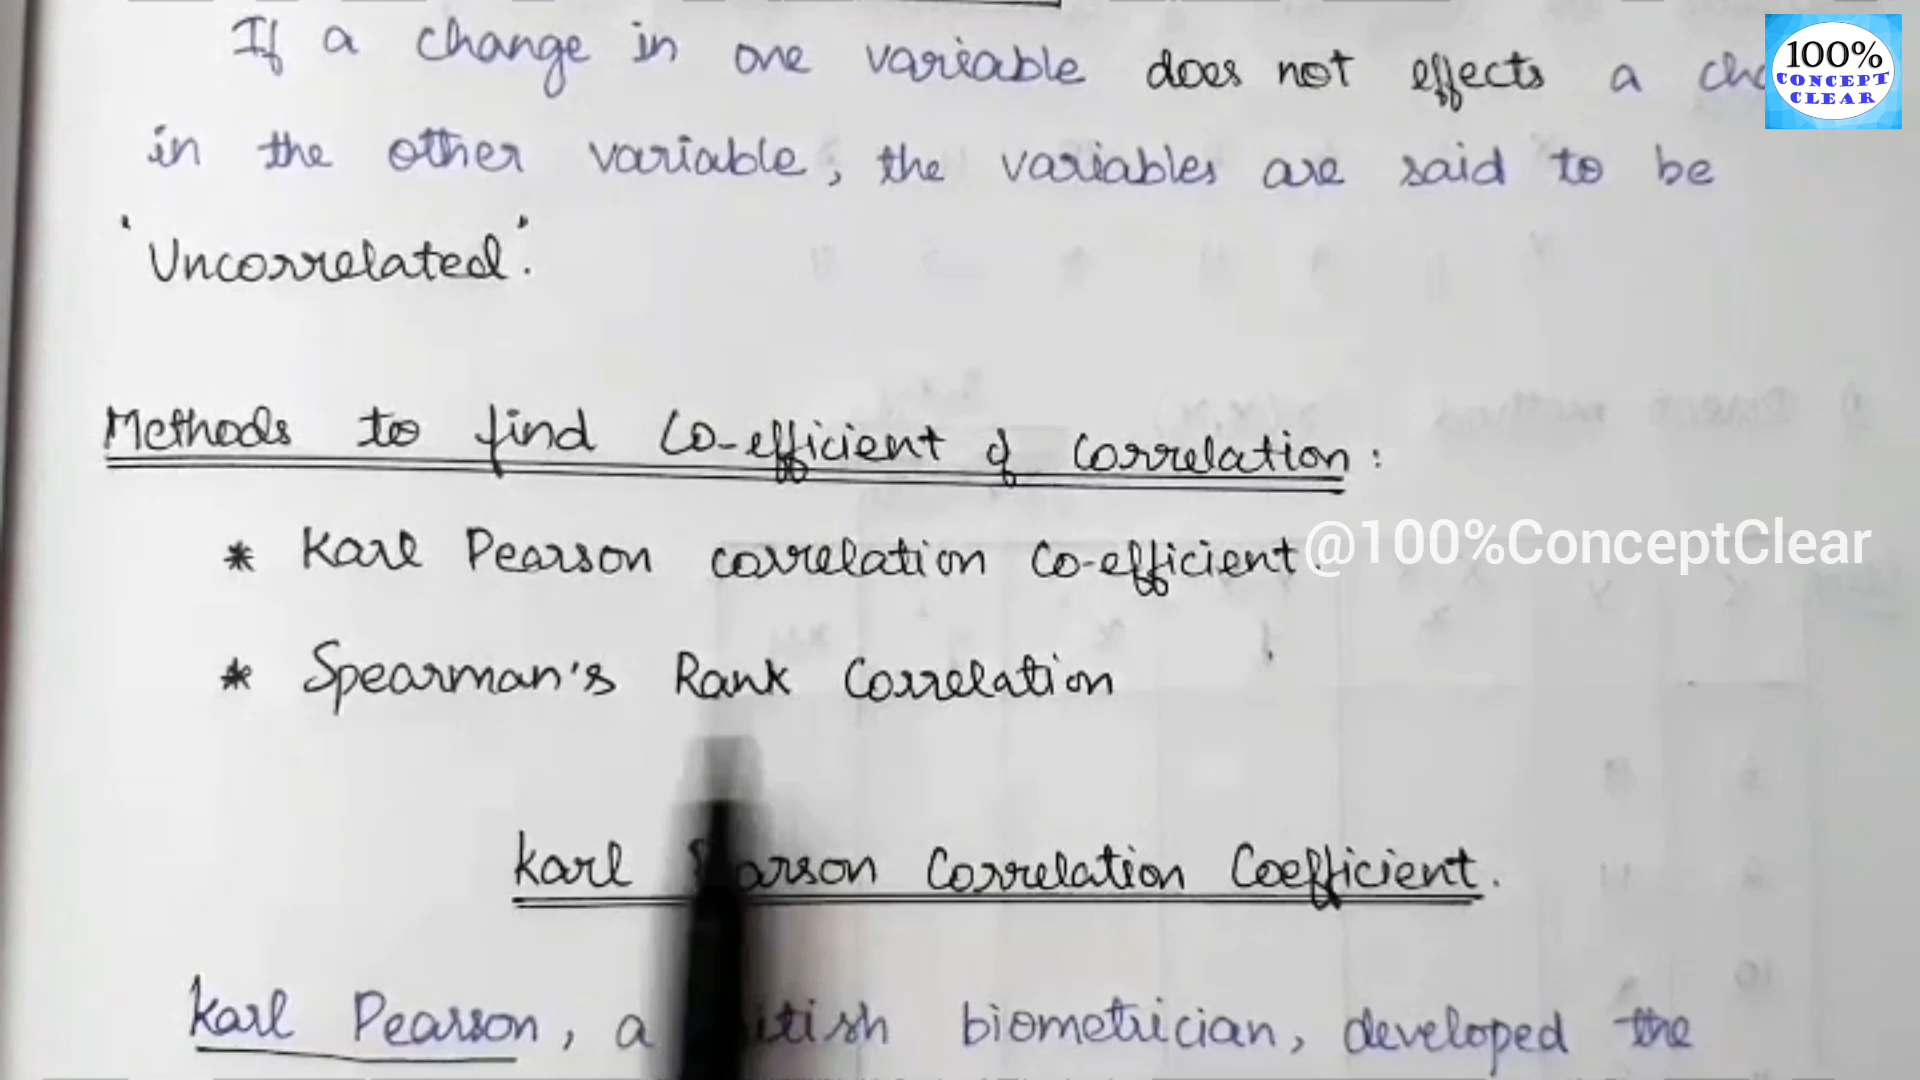 If a change in one variable does not effects a
in the other variable, the variables are said to be
'Uncorrelated'.
Methods to find Co-efficient of Correlation:
* Karl Pearson correlation Co-efficient.
* Spearman's Rank Correlation
Karl Correlation Coefficient.
Karl Pearson, a biometrician, developed the
100%
CONCEPT
CLEAR
@100%ConceptClear